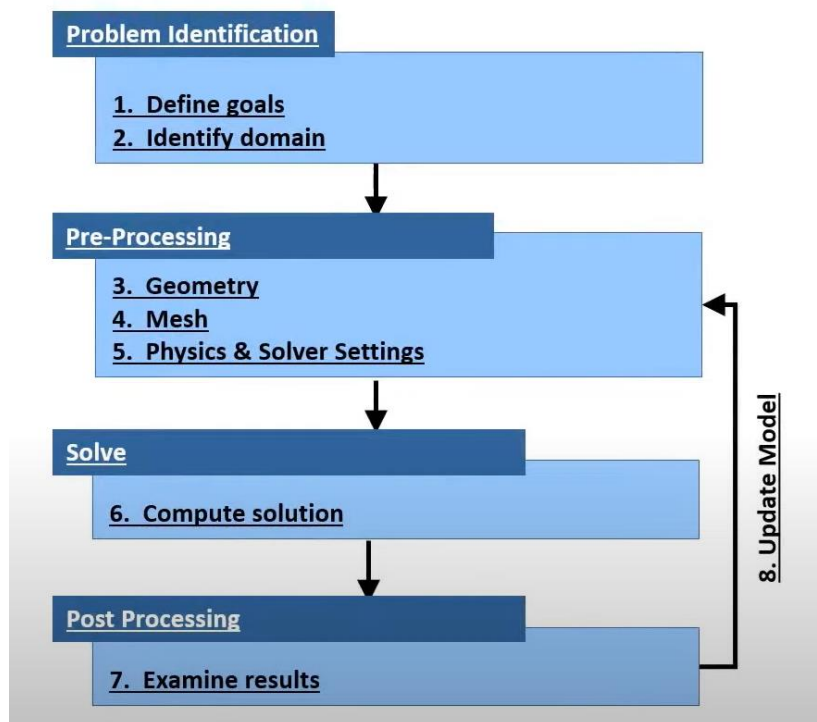 Problem Identification
1. Define goals
2. Identify domain
Pre-Processing
3. Geometry
4. Mesh
5. Physics & Solver Settings
Solve
6. Compute solution
Post Processing
7. Examine results
8. Update Model